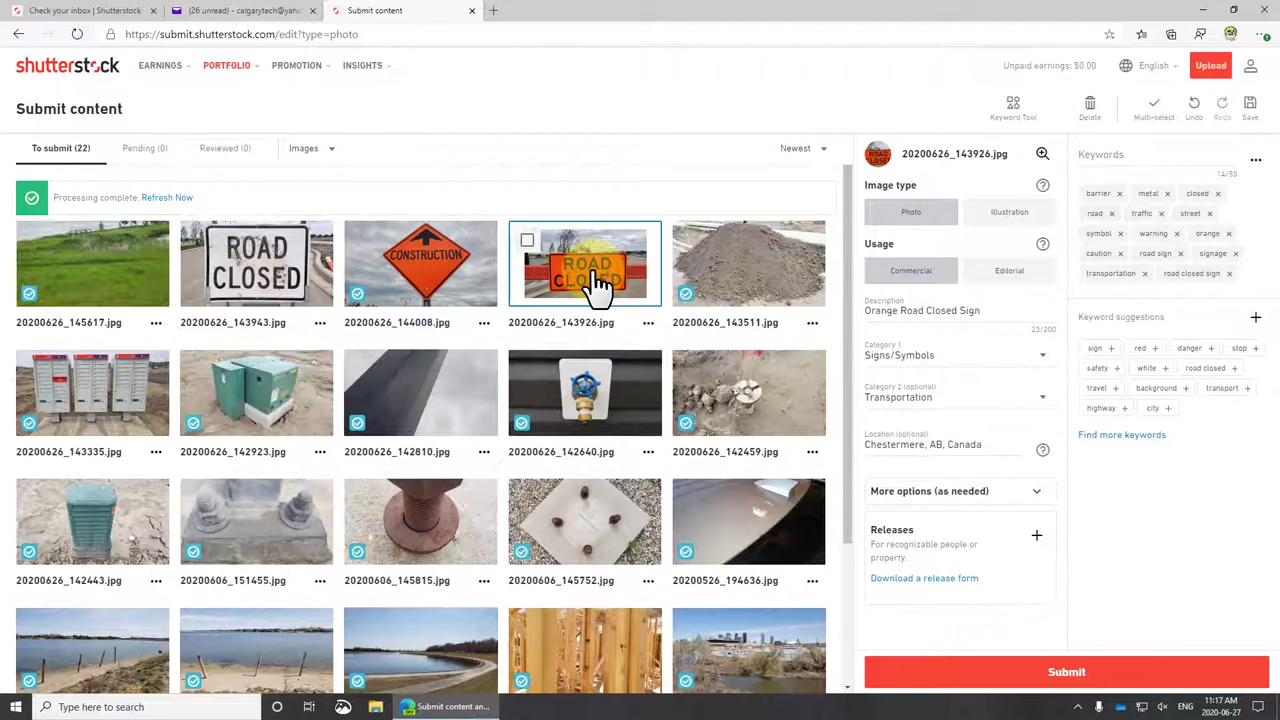 Check your inbox | Shutterstock
(26 unread) - calgarytech@yaho
Submit content
https://submit.shutterstock.com/edit?type=photo
shutterstock
EARNINGS
PORTFOLIO
PROMOTION
INSIGHTS
Unpaid earnings: $0.00
English
Upload
Submit content
Keyword Tool
Delete
Multi-select
Undo
Redo
Save
To submit (22)
Pending (0)
Reviewed (0)
Images
Newest
Processing complete. Refresh Now
ROAD
CLOSED
CONSTRUCTION
ROAD
CLOSED
20200626_145617.jpg
20200626_143943.jpg
20200626_144008.jpg
20200626_143926.jpg
20200626_143511.jpg
20200626_143335.jpg
20200626_142923.jpg
20200626_142810.jpg
20200626_142640.jpg
20200626_142459.jpg
20200626_142443.jpg
20200606_151455.jpg
20200606_145815.jpg
20200606_145752.jpg
20200526_194636.jpg
20200626_143926.jpg
Image type
Photo
Illustration
Usage
Commercial
Editorial
Description
Orange Road Closed Sign
23/200
Category 1
Signs/Symbols
Category 2 (optional)
Transportation
Location (optional)
Chestermere, AB, Canada
More options (as needed)
Releases
For recognizable people or
property.
Download a release form
Keywords
14/50
barrier
metal
closed
road
traffic
street
symbol
warning
orange
caution
road sign
signage
transportation
road closed sign
Keyword suggestions
sign
red
danger
stop
safety
white
road closed
travel
background
transport
highway
city
Find more keywords
Submit
Type here to search
Submit content an...
ENG
11:17 AM
2020-06-27